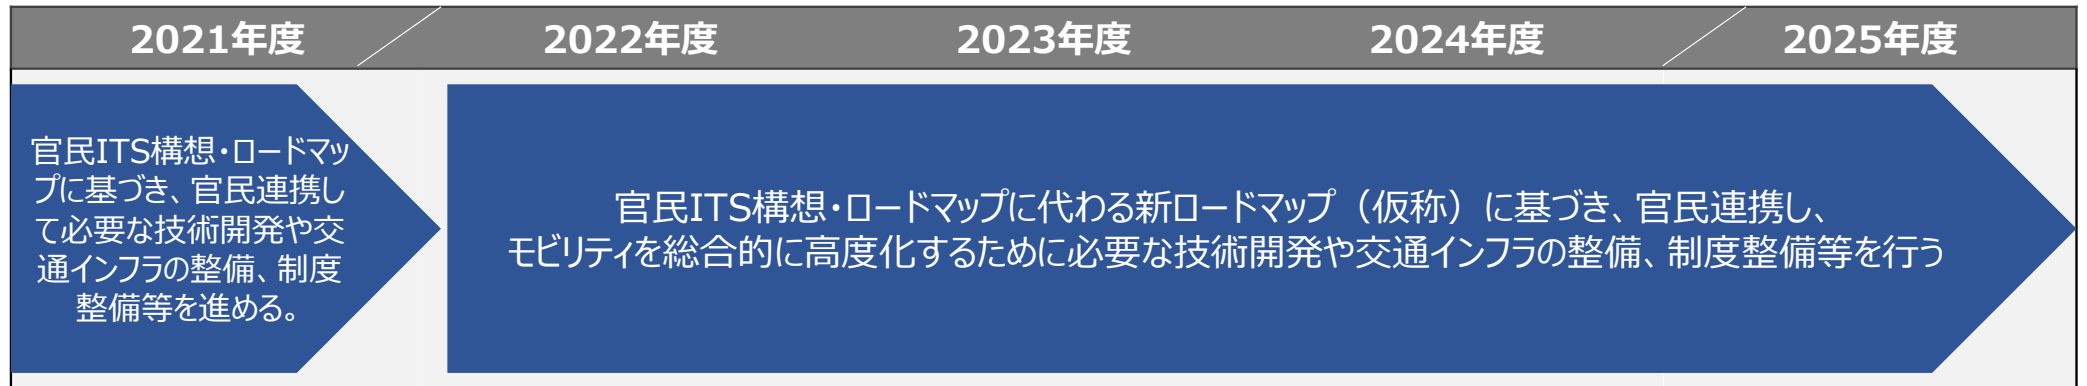 2021年度 2022年度 2023年度 2024年度 2025年度
官民ITS構想・ロードマッ
プに基づき、官民連携し
て必要な技術開発や交
通インフラの整備、制度
整備等を進める。
官民ITS構想・ロードマップに代わる新ロードマップ（仮称）に基づき、官民連携し、
モビリティを総合的に高度化するために必要な技術開発や交通インフラの整備、制度整備等を行う